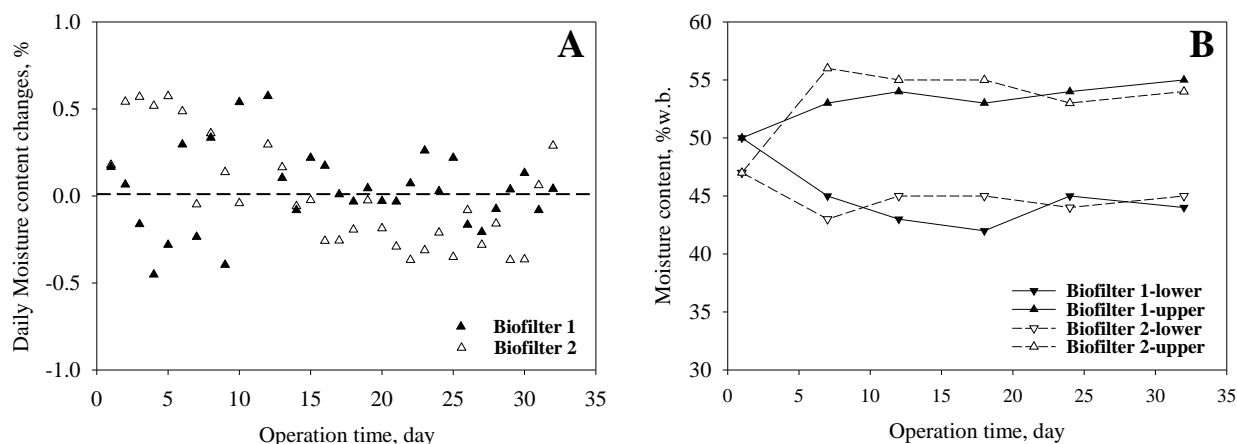 A
Daily Moisture content changes, %
1.0
0.5
0.0
-0.5
-1.0
0 5 10 15 20 25 30 35
Operation time, day
Biofilter 1
Biofilter 2
B
Moisture content, %w.b.
60
55
50
45
40
35
30
0 5 10 15 20 25 30 35
Operation time, day
Biofilter 1-lower
Biofilter 1-upper
Biofilter 2-lower
Biofilter 2-upper